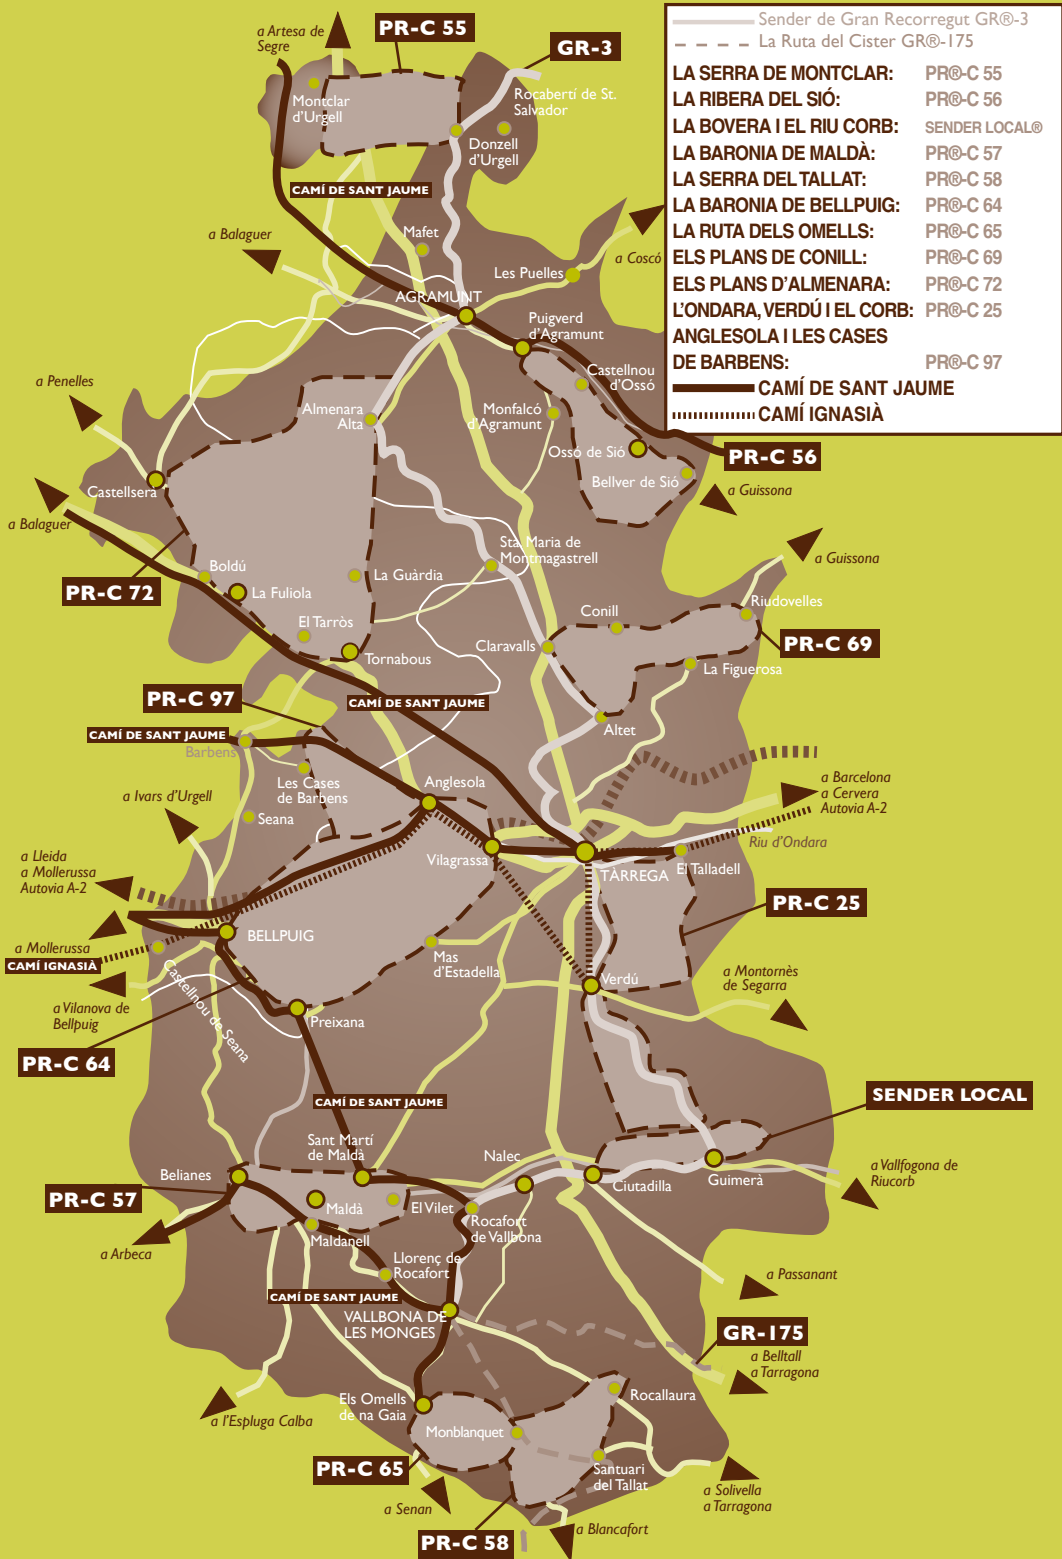 a Artesa de
Segre
PR-C 55
GR-3
Sender de Gran Recorregut GR®-3
La Ruta del Cister GR®-175
LA SERRA DE MONTCLAR: PR®-C 55
LA RIBERA DEL SIÓ: PR®-C 56
LA BOVERA I EL RIU CORB: SENDER LOCAL®
LA BARONIA DE MALDÀ: PR®-C 57
LA SERRA DEL TALLAT: PR®-C 58
LA BARONIA DE BELLPUIG: PR®-C 64
LA RUTA DELS OMELLS: PR®-C 65
ELS PLANS DE CONILL: PR®-C 69
ELS PLANS D'ALMENARA: PR®-C 72
L'ONDARA, VERDÚ I EL CORB: PR®-C 25
ANGLESOLA I LES CASES
DE BARBENS: PR®-C 97
CAMÍ DE SANT JAUME
CAMÍ IGNASIÀ
Montclar
d'Urgell
Rocabertí de St.
Salvador
Donzell
d'Urgell
CAMÍ DE SANT JAUME
a Balaguer
Mafet
Les Puelles
a Coscó
AGRAMUNT
Puigverd
d'Agramunt
Castellnou
d'Ossó
a Penelles
Almenara
Alta
Monfalcó
d'Agramunt
Ossó de Sió
PR-C 56
Bellver de Sió
a Guissona
Castellserà
a Balaguer
Sta. Maria de
Montmagastrell
a Guissona
Boldú
La Fuliola
La Guàrdia
PR-C 72
Conill
Riudovelles
El Tarròs
Claravalls
PR-C 69
Tornabous
La Figuerosa
PR-C 97
CAMÍ DE SANT JAUME
CAMÍ DE SANT JAUME
Altet
Barbens
Les Cases
de Barbens
Anglesola
a Barcelona
a Cervera
Autovia A-2
a Ivars d'Urgell
Seana
Riu d'Ondara
Vilagrassa
a Lleida
a Mollerussa
Autovia A-2
TÀRREGA
El Talladell
PR-C 25
BELLPUIG
a Mollerussa
CAMÍ IGNASIÀ
Mas
d'Estadella
Castellnou de Seana
Verdú
a Montornès
de Segarra
a Vilanova de
Bellpuig
Preixana
PR-C 64
SENDER LOCAL
CAMÍ DE SANT JAUME
Sant Martí
de Maldà
Nalec
Belianes
Ciutadilla
Guimerà
a Vallfogona de
Riucorb
PR-C 57
Maldà
El Vilet
Rocafort
de Vallbona
Maldanell
a Arbeca
Llorenç de
Rocafort
a Passanant
CAMÍ DE SANT JAUME
VALLBONA DE
LES MONGES
GR-175
a Belltall
a Tarragona
Els Omells
de na Gaia
Rocallaura
a l'Espluga Calba
Monblanquet
PR-C 65
Santuari
del Tallat
a Solivella
a Tarragona
a Senan
PR-C 58
a Blancafort